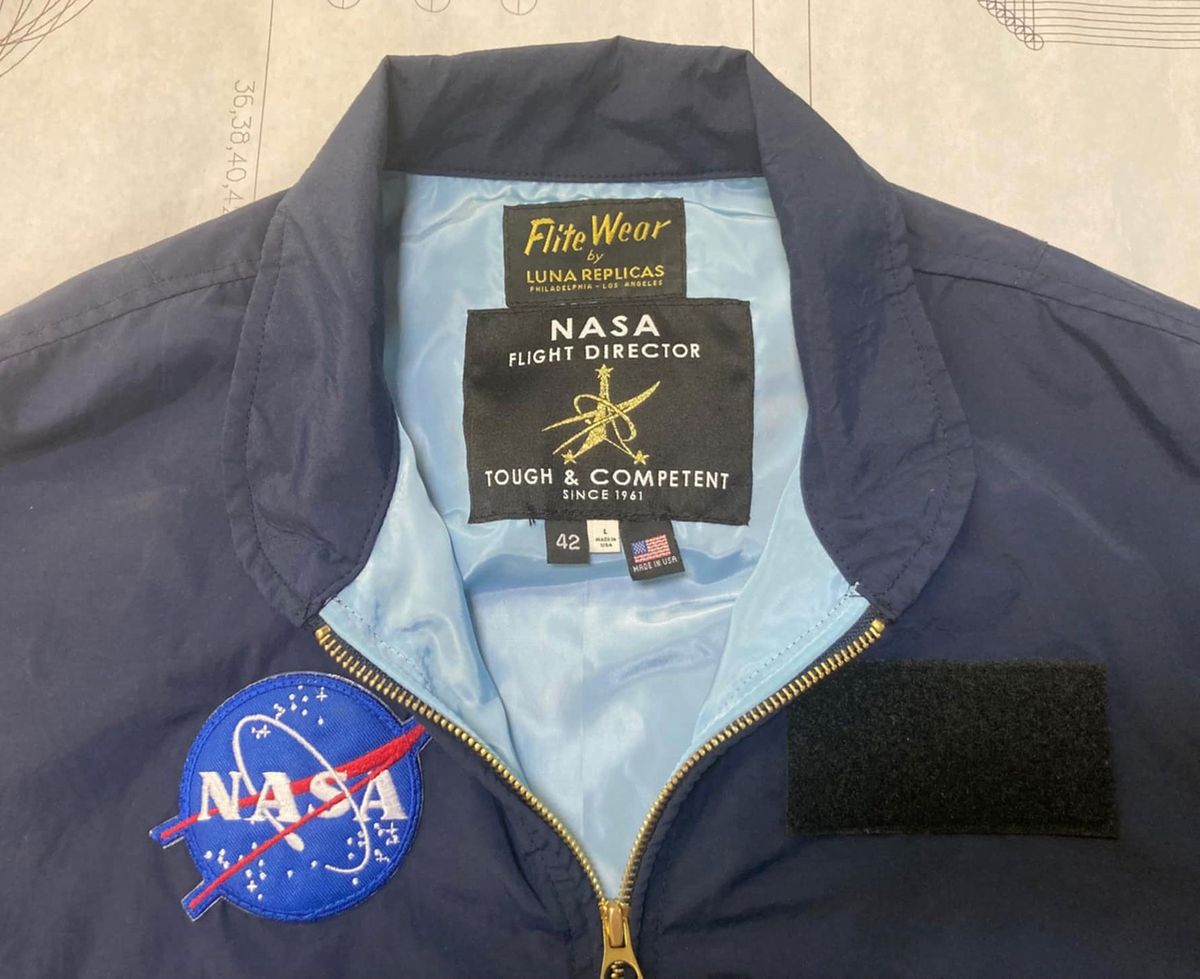 36,38,40,4
Flite Wear
by
LUNA REPLICAS
PHILADELPHIA - LOS ANGELES
NASA
FLIGHT DIRECTOR
TOUGH & COMPETENT
SINCE 1961
42
L
MADE IN
USA
MADE IN USA
NASA